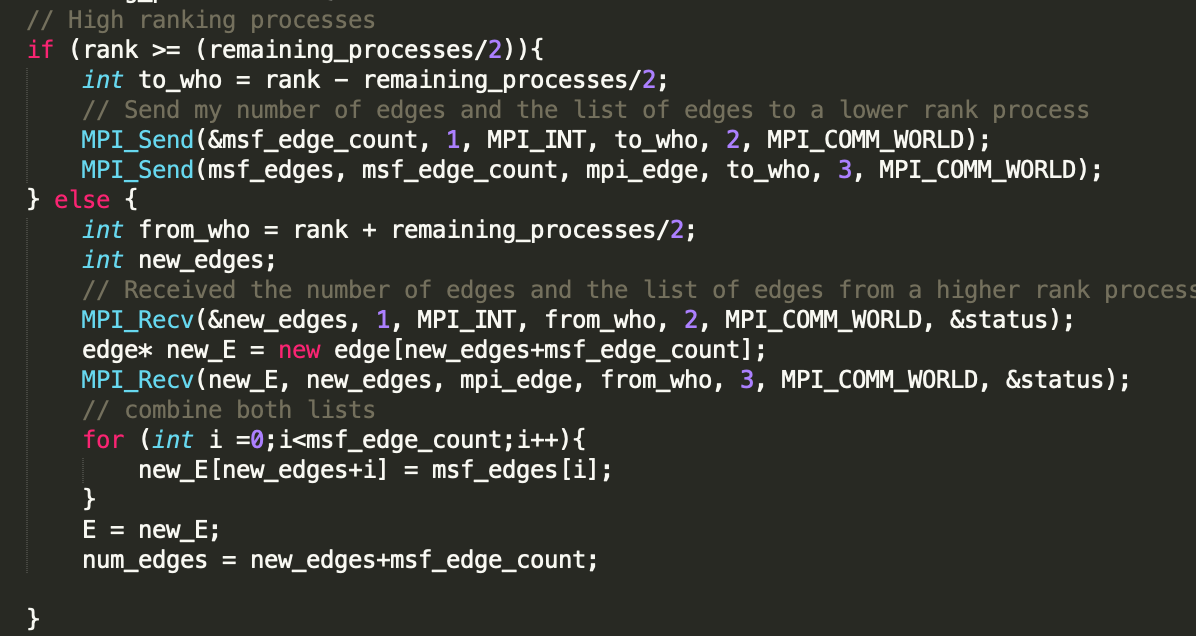 // High ranking processes
if (rank >= (remaining_processes/2)){
int to_who = rank - remaining_processes/2;
// Send my number of edges and the list of edges to a lower rank process
MPI_Send(&msf_edge_count, 1, MPI_INT, to_who, 2, MPI_COMM_WORLD);
MPI_Send(msf_edges, msf_edge_count, mpi_edge, to_who, 3, MPI_COMM_WORLD);
} else {
int from_who = rank + remaining_processes/2;
int new_edges;
// Received the number of edges and the list of edges from a higher rank process
MPI_Recv(&new_edges, 1, MPI_INT, from_who, 2, MPI_COMM_WORLD, &status);
edge* new_E = new edge[new_edges+msf_edge_count];
MPI_Recv(new_E, new_edges, mpi_edge, from_who, 3, MPI_COMM_WORLD, &status);
// combine both lists
for (int i =0;i<msf_edge_count;i++){
new_E[new_edges+i] = msf_edges[i];
}
E = new_E;
num_edges = new_edges+msf_edge_count;
}